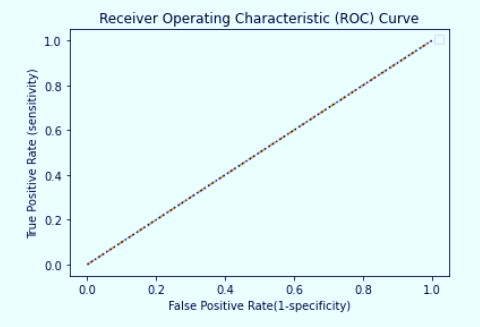 Receiver Operating Characteristic (ROC) Curve
1.0
0.8
0.6
0.4
0.2
0.0
True Positive Rate (sensitivity)
0.0 0.2 0.4 0.6 0.8 1.0
False Positive Rate(1-specificity)